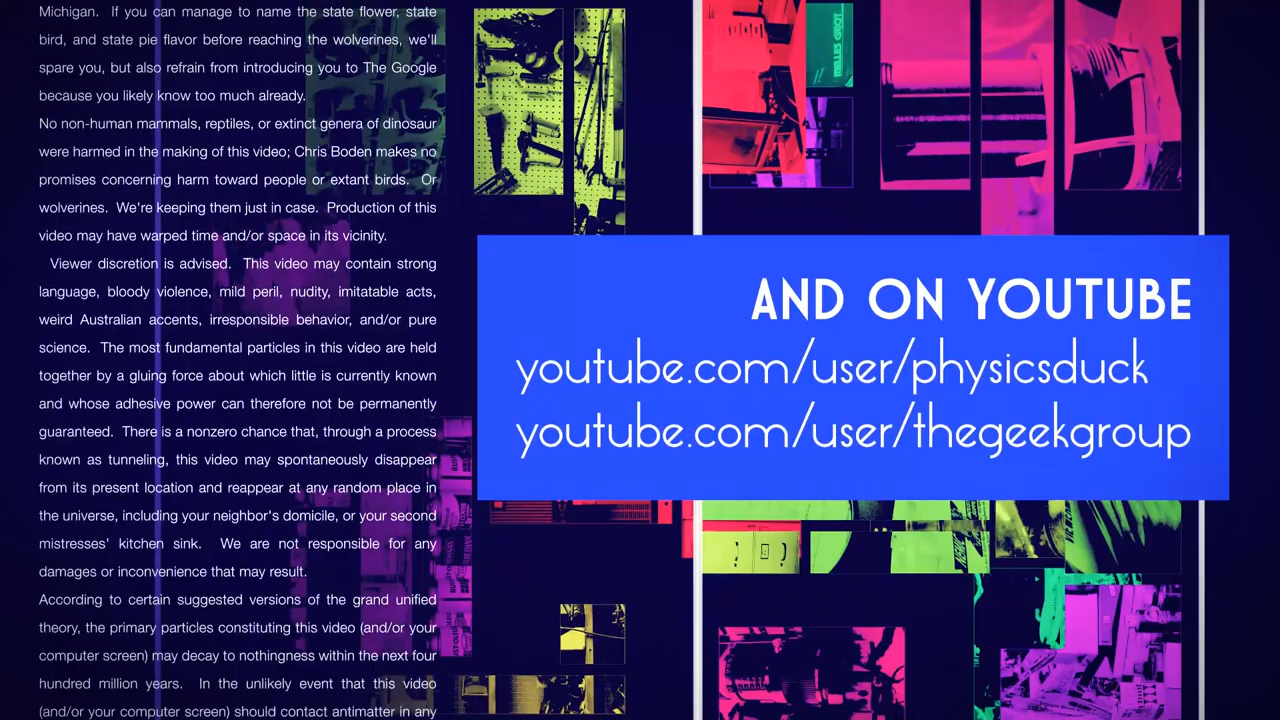 Michigan. If you can manage to name the state flower, state
bird, and state pie flavor before reaching the wolverines, we'll
spare you, but also refrain from introducing you to The Google
because you likely know too much already.
No non-human mammals, reptiles, or extinct genera of dinosaur
were harmed in the making of this video; Chris Boden makes no
promises concerning harm toward people or extant birds. Or
wolverines. We're keeping them just in case. Production of this
video may have warped time and/or space in its vicinity.
Viewer discretion is advised. This video may contain strong
language, bloody violence, mild peril, nudity, imitatable acts,
weird Australian accents, irresponsible behavior, and/or pure
science. The most fundamental particles in this video are held
together by a gluing force about which little is currently known
and whose adhesive power can therefore not be permanently
guaranteed. There is a nonzero chance that, through a process
known as tunneling, this video may spontaneously disappear
from its present location and reappear at any random place in
the universe, including your neighbor's domicile, or your second
mistresses' kitchen sink. We are not responsible for any
damages or inconvenience that may result.
According to certain suggested versions of the grand unified
theory, the primary particles constituting this video (and/or your
computer screen) may decay to nothingness within the next four
hundred million years. In the unlikely event that this video
(and/or your computer screen) should contact antimatter in any
AND ON YOUTUBE
youtube.com/user/physicsduck
youtube.com/user/thegeekgroup